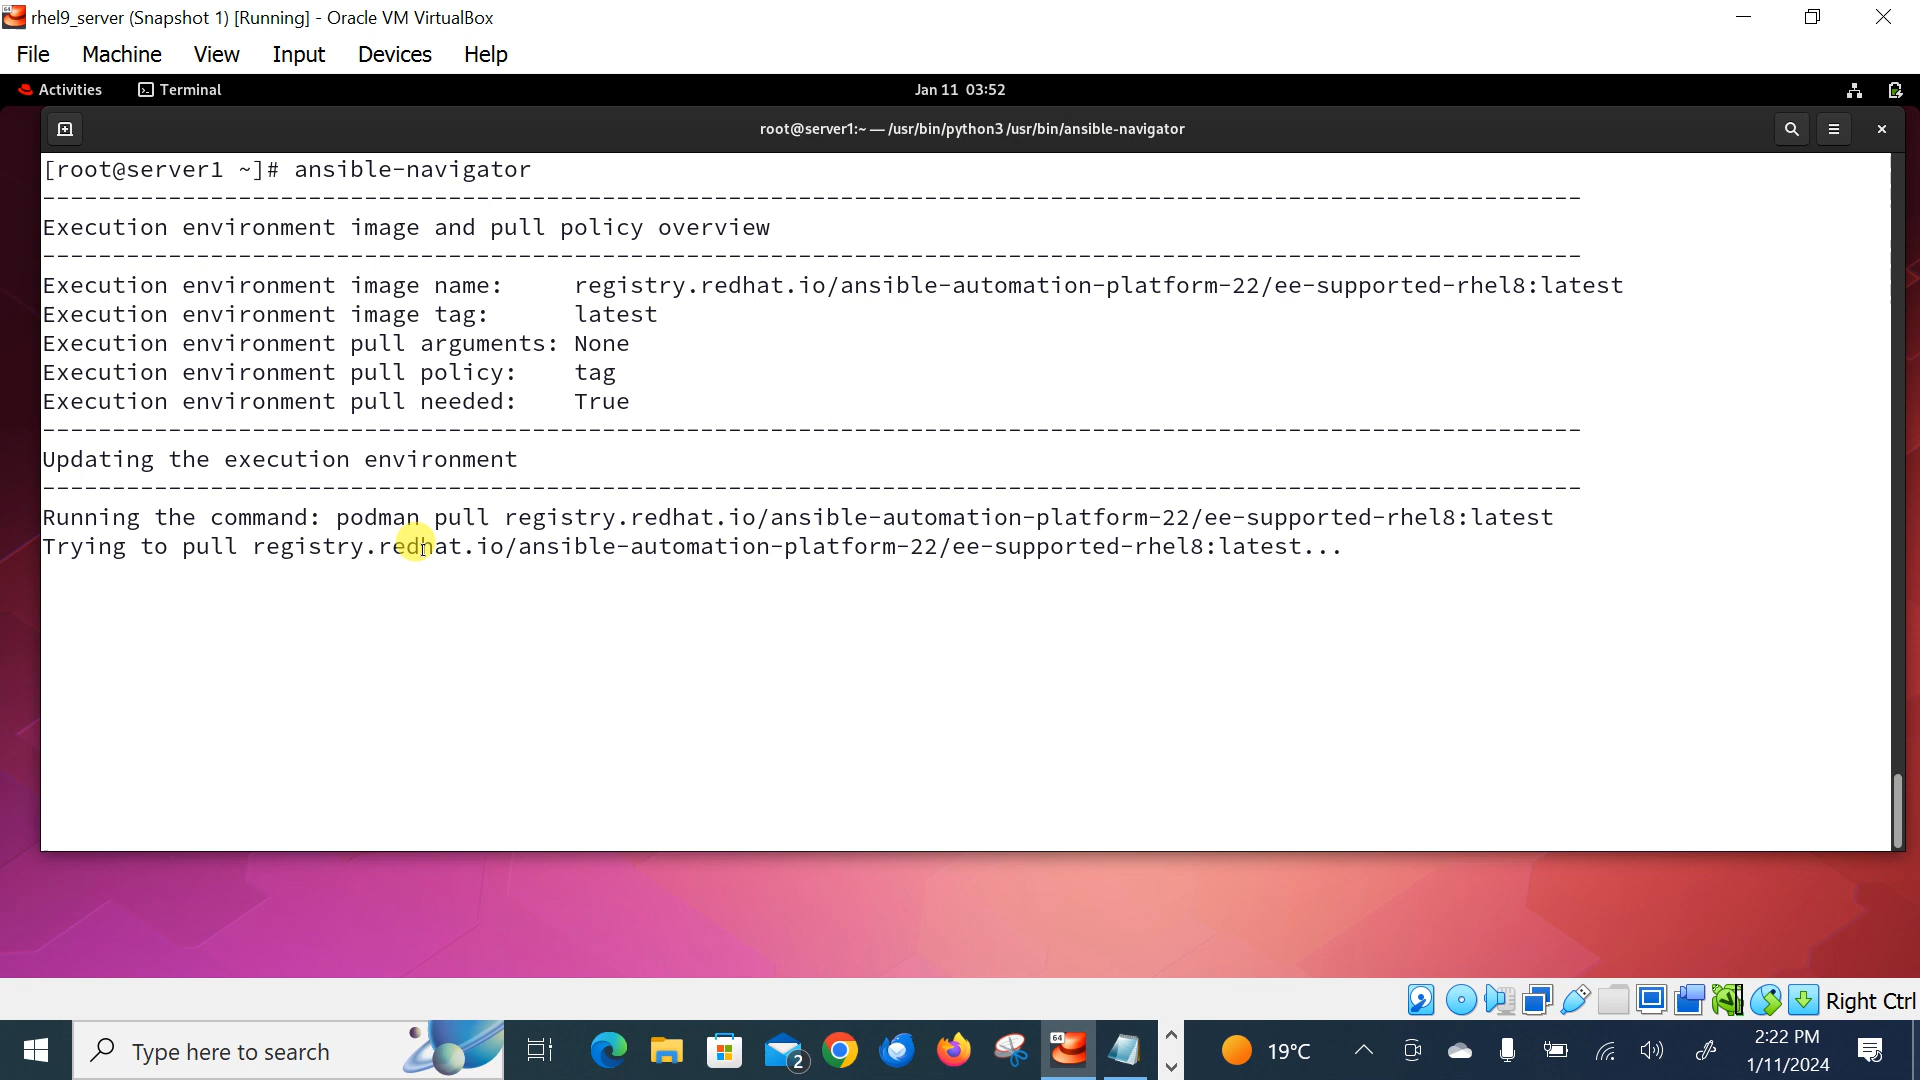 rhel9_server (Snapshot 1) [Running] - Oracle VM VirtualBox
File Machine View Input Devices Help
Activities Terminal Jan 11 03:52
root@server1:~ — /usr/bin/python3 /usr/bin/ansible-navigator
[root@server1 ~]# ansible-navigator
--------------------------------------------------------------------------------------------------------------
Execution environment image and pull policy overview
--------------------------------------------------------------------------------------------------------------
Execution environment image name: registry.redhat.io/ansible-automation-platform-22/ee-supported-rhel8:latest
Execution environment image tag: latest
Execution environment pull arguments: None
Execution environment pull policy: tag
Execution environment pull needed: True
--------------------------------------------------------------------------------------------------------------
Updating the execution environment
--------------------------------------------------------------------------------------------------------------
Running the command: podman pull registry.redhat.io/ansible-automation-platform-22/ee-supported-rhel8:latest
Trying to pull registry.redhat.io/ansible-automation-platform-22/ee-supported-rhel8:latest...
Right Ctrl
Type here to search 2 64 19°C 2:22 PM
1/11/2024